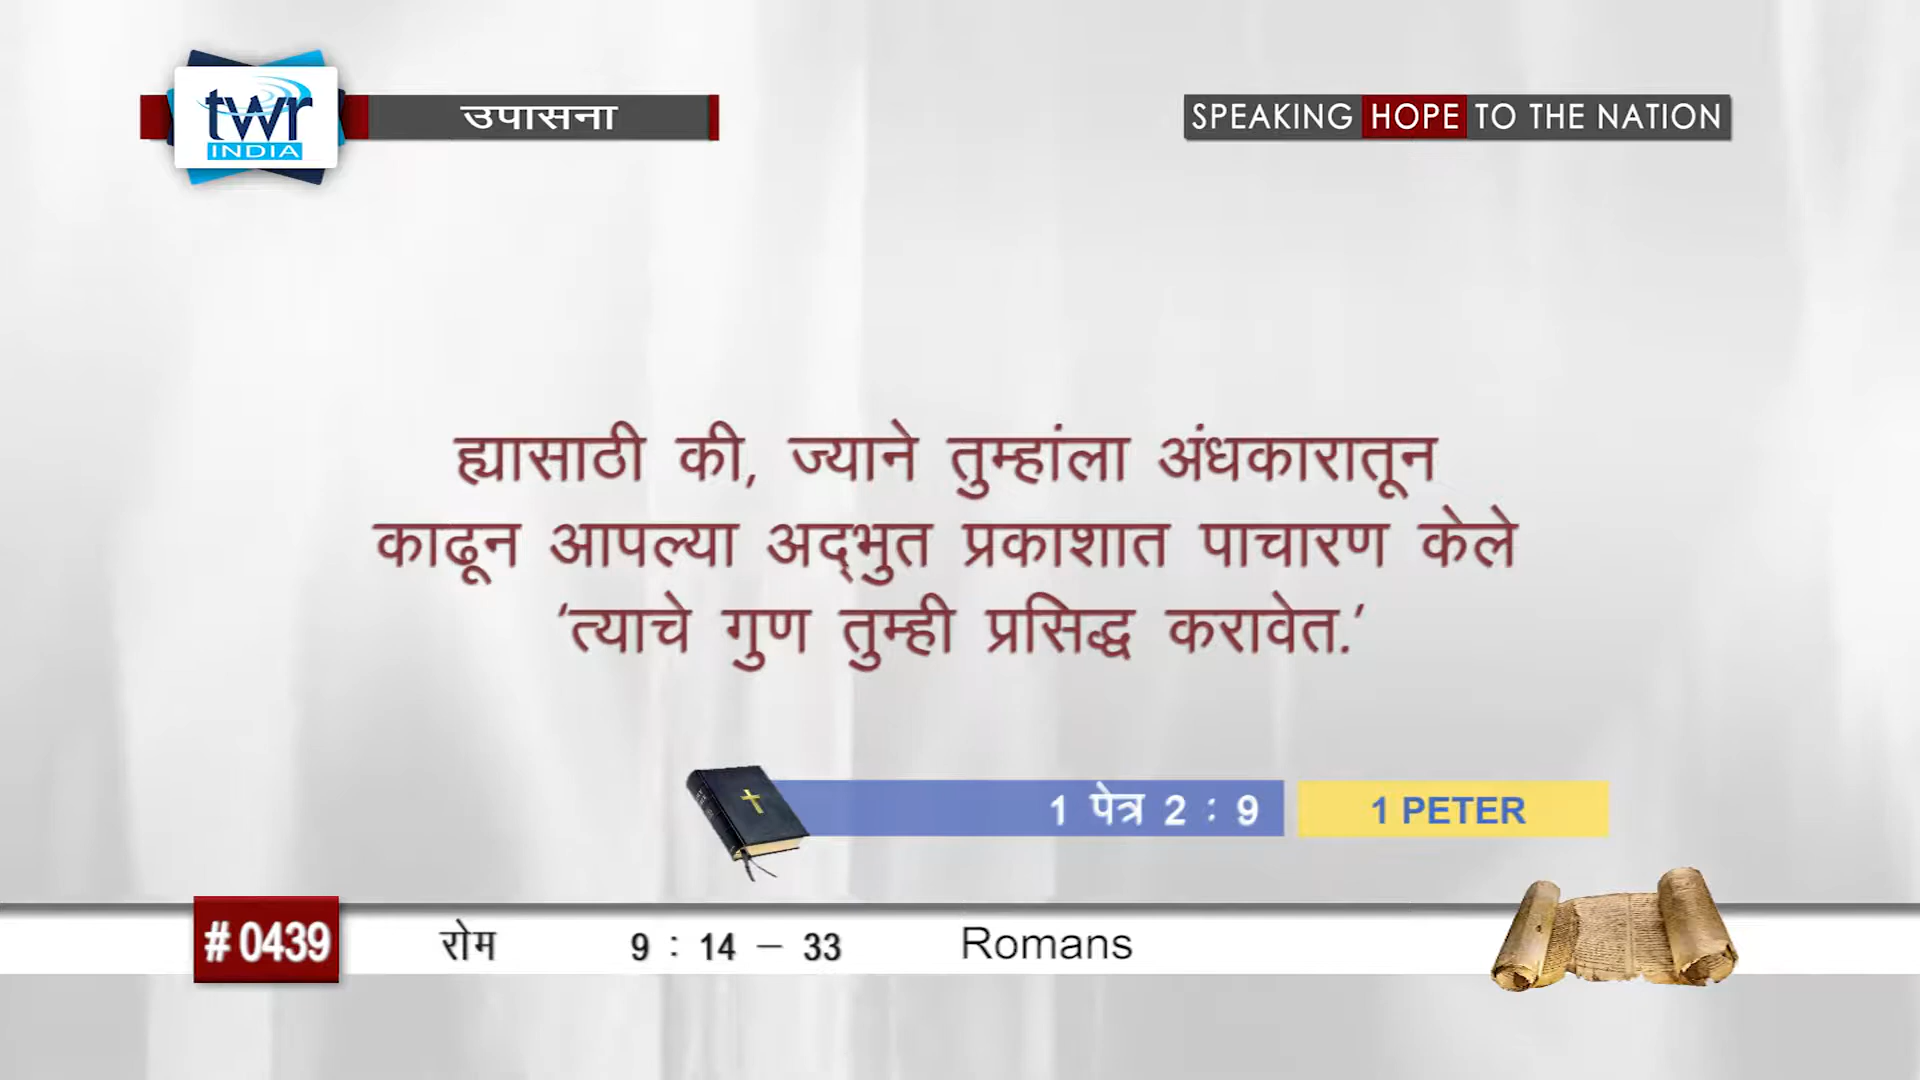 twr
INDIA
उपासना
SPEAKING HOPE TO THE NATION
ह्यासाठी की, ज्याने तुम्हांला अंधकारातून
काढून आपल्या अद्‌भुत प्रकाशात पाचारण केले
‘त्याचे गुण तुम्ही प्रसिद्ध करावेत.’
1 पेत्र 2 : 9
1 PETER
# 0439
रोम 9 : 14 – 33 Romans